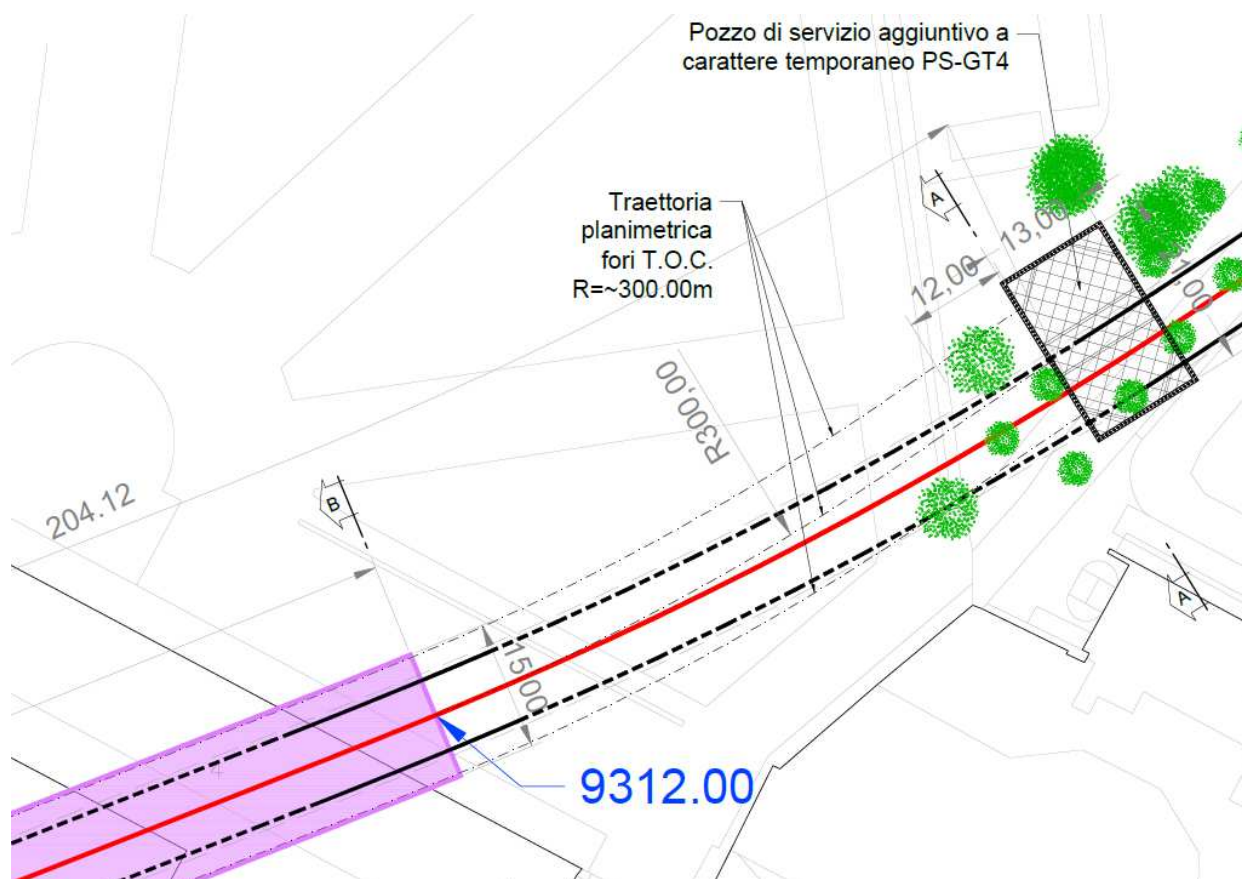 Pozzo di servizio aggiuntivo a
carattere temporaneo PS-GT4
A
13,00
Traettoria
planimetrica
fori T.O.C.
R=~300.00m
12,00
R300,00
204.12
B
A
15.00
9312.00